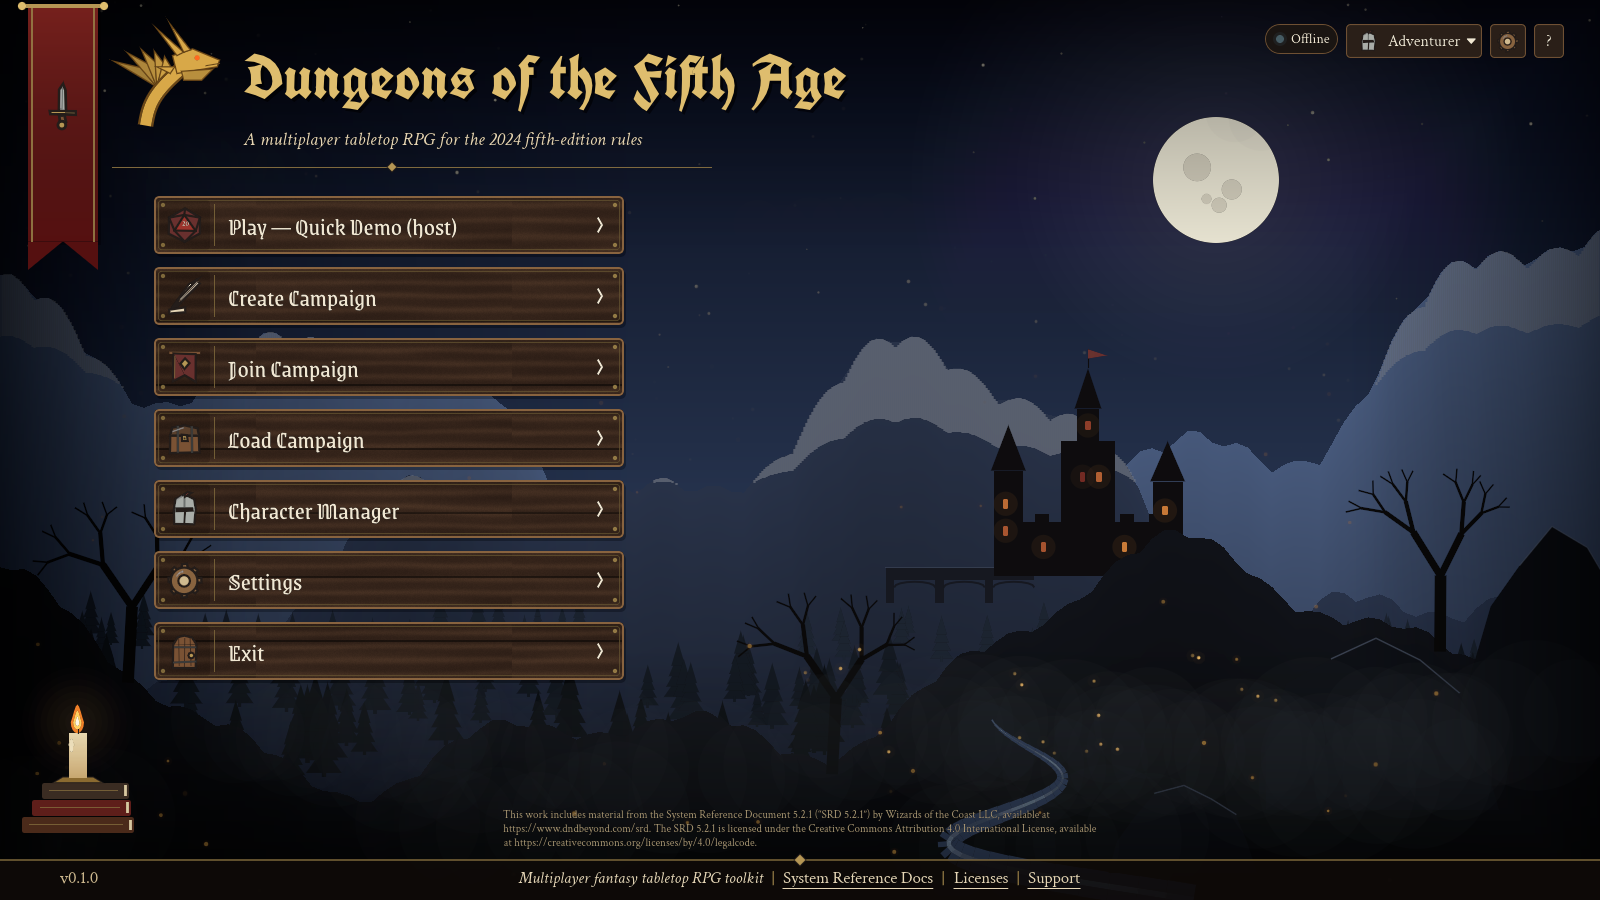 Offline
Adventurer
?
Dungeons of the Fifth Age
A multiplayer tabletop RPG for the 2024 fifth-edition rules
20
Play — Quick Demo (host)
Create Campaign
Join Campaign
Load Campaign
Character Manager
Settings
Exit
This work includes material from the System Reference Document 5.2.1 ("SRD 5.2.1") by Wizards of the Coast LLC, available at
https://www.dndbeyond.com/srd. The SRD 5.2.1 is licensed under the Creative Commons Attribution 4.0 International License, available
at https://creativecommons.org/licenses/by/4.0/legalcode.
v0.1.0
Multiplayer fantasy tabletop RPG toolkit | System Reference Docs | Licenses | Support